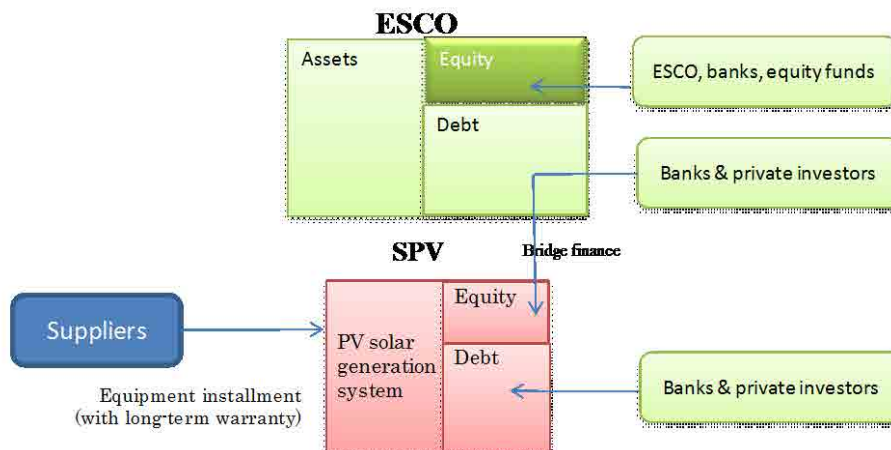 ESCO
Assets
Equity
ESCO, banks, equity funds
Debt
Banks & private investors
SPV
Bridge finance
Suppliers
Equity
PV solar
generation
system
Debt
Equipment installment
(with long-term warranty)
Banks & private investors